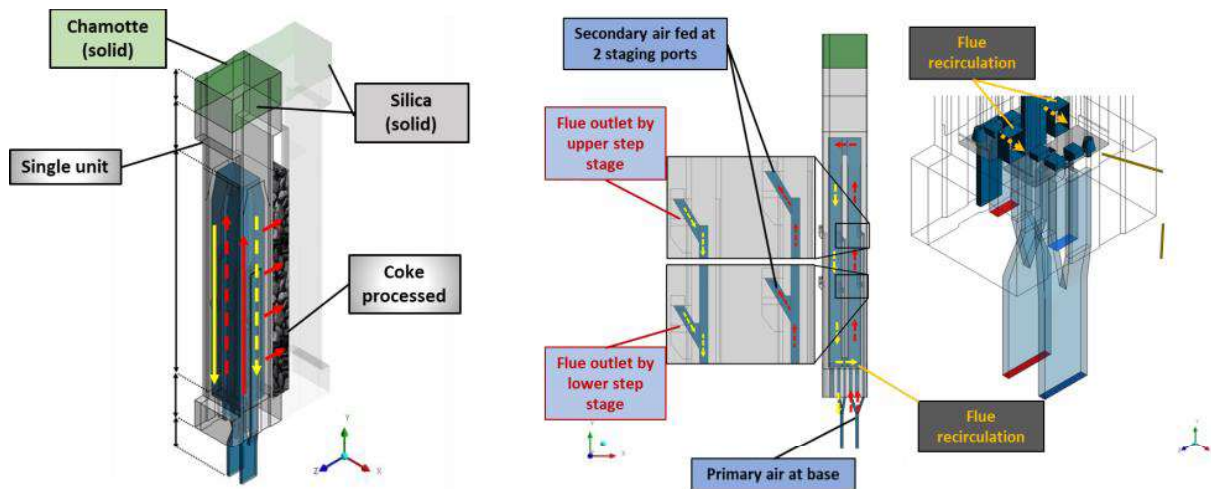 Chamotte
(solid)
Silica
(solid)
Single unit
Coke
processed
Y
Z
X
Secondary air fed at
2 staging ports
Flue outlet by
upper step
stage
Flue outlet by
lower step
stage
Primary air at base
Flue
recirculation
Y
X
Flue
recirculation
Y